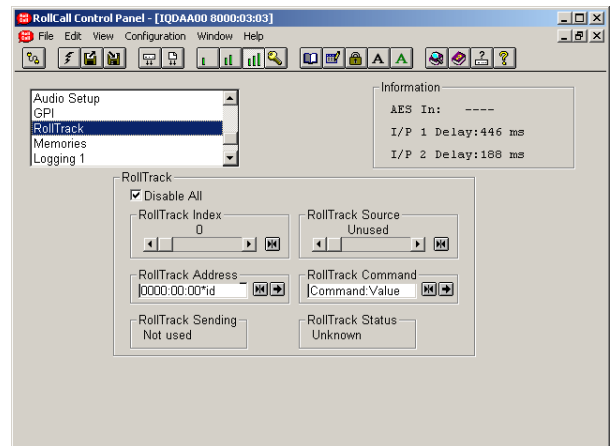 RollCall Control Panel - [IQDAA00 8000:03:03]
File Edit View Configuration Window Help
A A
Audio Setup
GPI
RollTrack
Memories
Logging 1
Information
AES In: ----
I/P 1 Delay:446 ms
I/P 2 Delay:188 ms
RollTrack
Disable All
RollTrack Index
0
RollTrack Source
Unused
RollTrack Address
0000:00:00*id
RollTrack Command
Command:Value
RollTrack Sending
Not used
RollTrack Status
Unknown